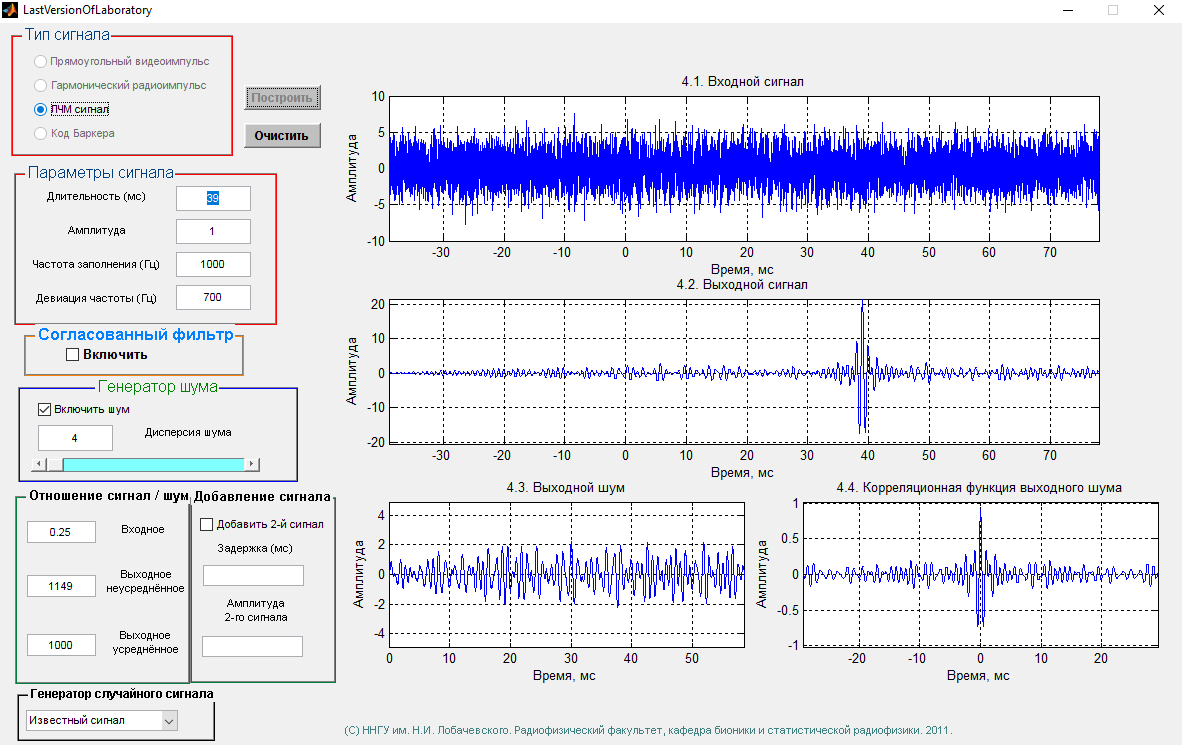 LastVersionOfLaboratory
Тип сигнала
Прямоугольный видеоимпульс
Гармонический радиоимпульс
ЛЧМ сигнал
Код Баркера
Построить
Очистить
Параметры сигнала
Длительность (мс)
39
Амплитуда
1
Частота заполнения (Гц)
1000
Девиация частоты (Гц)
700
Согласованный фильтр
Включить
Генератор шума
Включить шум
4
Дисперсия шума
Отношение сигнал / шум
0.25
Входное
1149
Выходное
неусреднённое
1000
Выходное
усреднённое
Добавление сигнала
Добавить 2-й сигнал
Задержка (мс)
Амплитуда
2-го сигнала
Генератор случайного сигнала
Известный сигнал
4.1. Входной сигнал
Амплитуда
10
5
0
-5
-10
-30 -20 -10 0 10 20 30 40 50 60 70
Время, мс
4.2. Выходной сигнал
Амплитуда
20
10
0
-10
-20
-30 -20 -10 0 10 20 30 40 50 60 70
Время, мс
4.3. Выходной шум
Амплитуда
4
2
0
-2
-4
0 10 20 30 40 50
Время, мс
4.4. Корреляционная функция выходного шума
Амплитуда
1
0.5
0
-0.5
-1
-20 -10 0 10 20
Время, мс
(С) ННГУ им. Н.И. Лобачевского. Радиофизический факультет, кафедра бионики и статистической радиофизики. 2011.